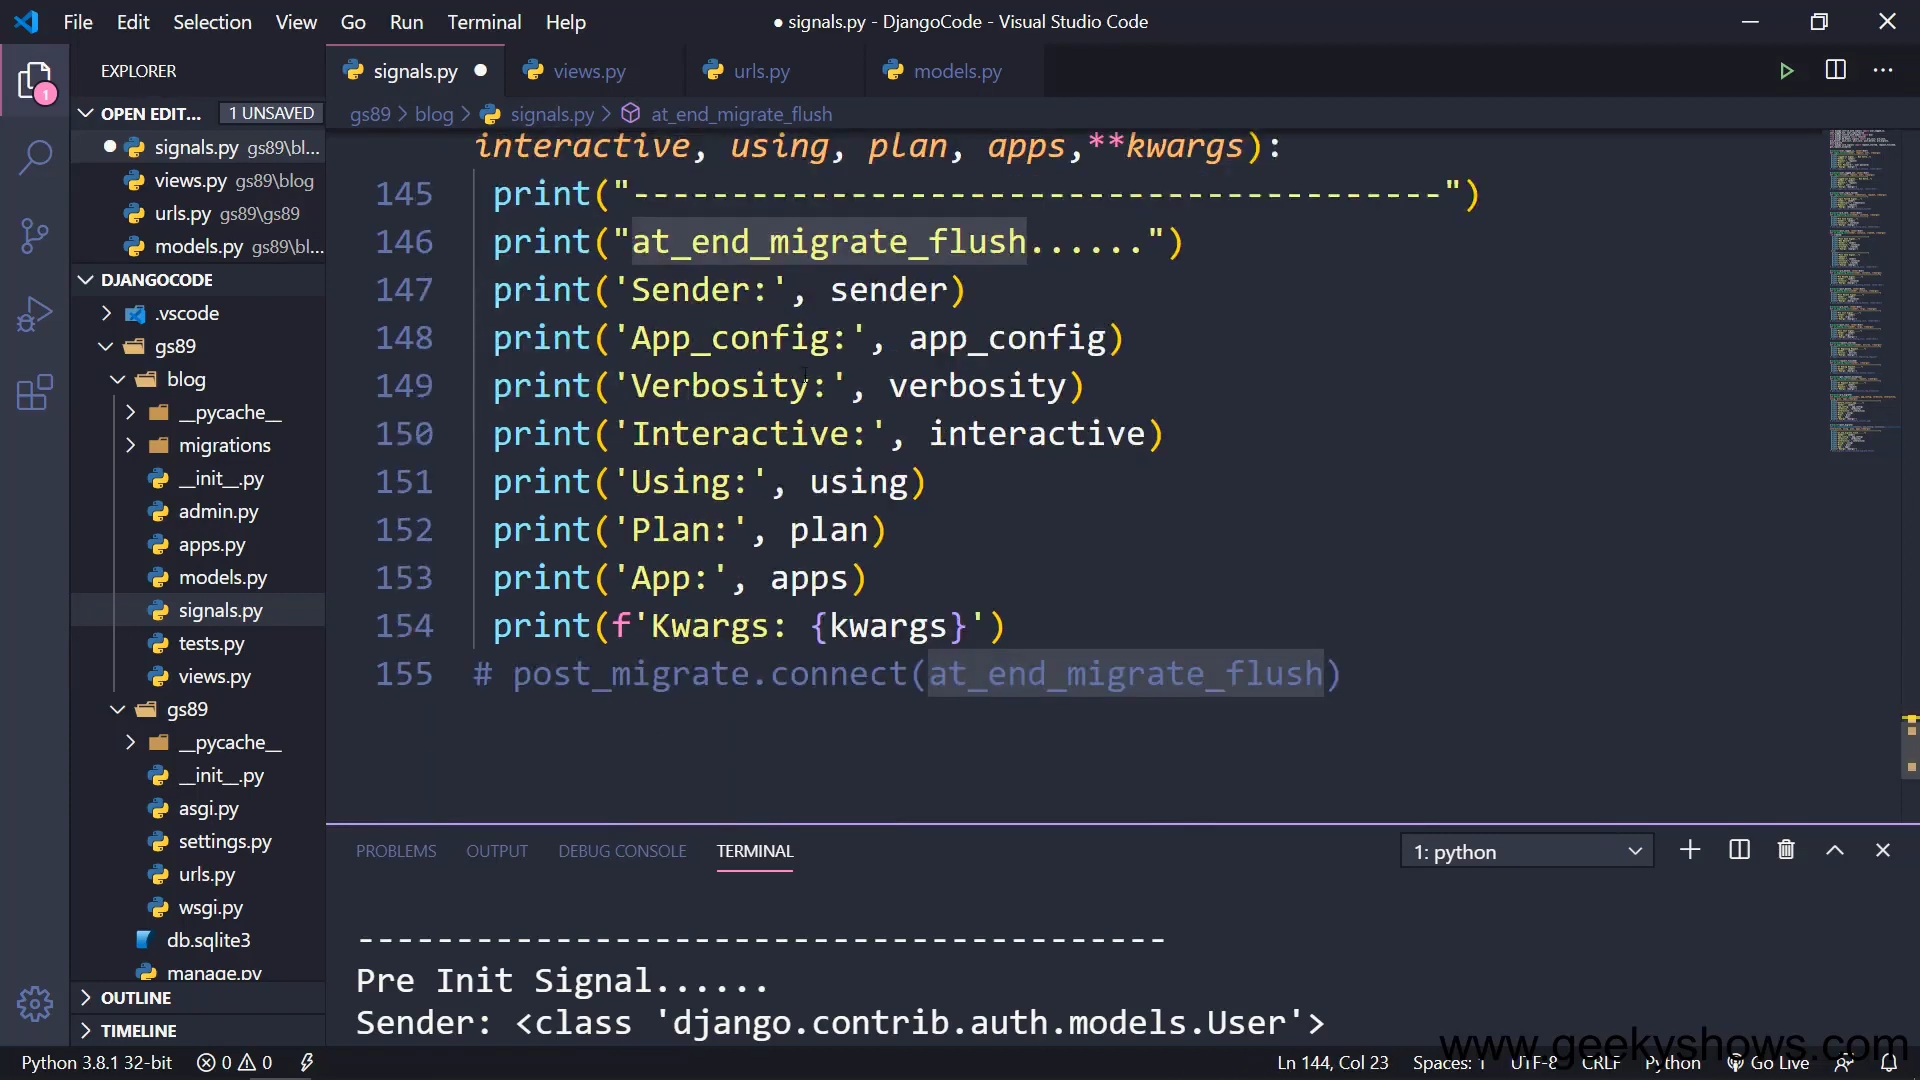 File Edit Selection View Go Run Terminal Help
● signals.py - DjangoCode - Visual Studio Code
EXPLORER
OPEN EDIT... 1 UNSAVED
signals.py gs89\bl...
views.py gs89\blog
urls.py gs89\gs89
models.py gs89\bl...
DJANGOCODE
.vscode
gs89
blog
__pycache__
migrations
__init__.py
admin.py
apps.py
models.py
signals.py
tests.py
views.py
gs89
__pycache__
__init__.py
asgi.py
settings.py
urls.py
wsgi.py
db.sqlite3
manage.py
OUTLINE
TIMELINE
signals.py views.py urls.py models.py
gs89 > blog > signals.py > at_end_migrate_flush
interactive, using, plan, apps,**kwargs):
145 print("-----------------------------------------")
146 print("at_end_migrate_flush......")
147 print('Sender:', sender)
148 print('App_config:', app_config)
149 print('Verbosity:', verbosity)
150 print('Interactive:', interactive)
151 print('Using:', using)
152 print('Plan:', plan)
153 print('App:', apps)
154 print(f'Kwargs: {kwargs}')
155 # post_migrate.connect(at_end_migrate_flush)
PROBLEMS OUTPUT DEBUG CONSOLE TERMINAL
1: python
-----------------------------------------
Pre Init Signal......
Sender: <class 'django.contrib.auth.models.User'>
www.geekyshows.com
Python 3.8.1 32-bit 0 0
Ln 144, Col 23 Spaces: 1 UTF-8 CRLF Python Go Live
1